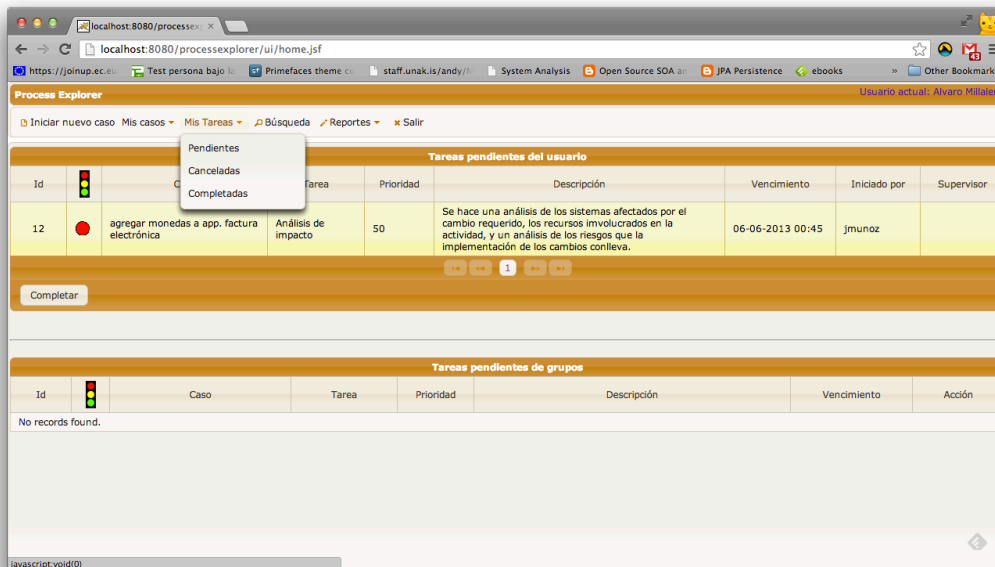 localhost:8080/processex
localhost:8080/processexplorer/ui/home.jsf
43
https://joinup.ec.eu Test persona bajo la Primefaces theme co staff.unak.is/andy/ System Analysis Open Source SOA an JPA Persistence ebooks » Other Bookmark
Process Explorer
Usuario actual: Alvaro Millale
Iniciar nuevo caso Mis casos Mis Tareas Búsqueda Reportes Salir
Pendientes
Canceladas
Completadas
Tareas pendientes del usuario
Id C Tarea Prioridad Descripción Vencimiento Iniciado por Supervisor
12 agregar monedas a app. factura electrónica Análisis de impacto 50 Se hace una análisis de los sistemas afectados por el cambio requerido, los recursos imvolucrados en la actividad, y un análisis de los riesgos que la implementación de los cambios conlleva. 06-06-2013 00:45 jmunoz
1
Completar
Tareas pendientes de grupos
Id Caso Tarea Prioridad Descripción Vencimiento Acción
No records found.
javascript:void(0)